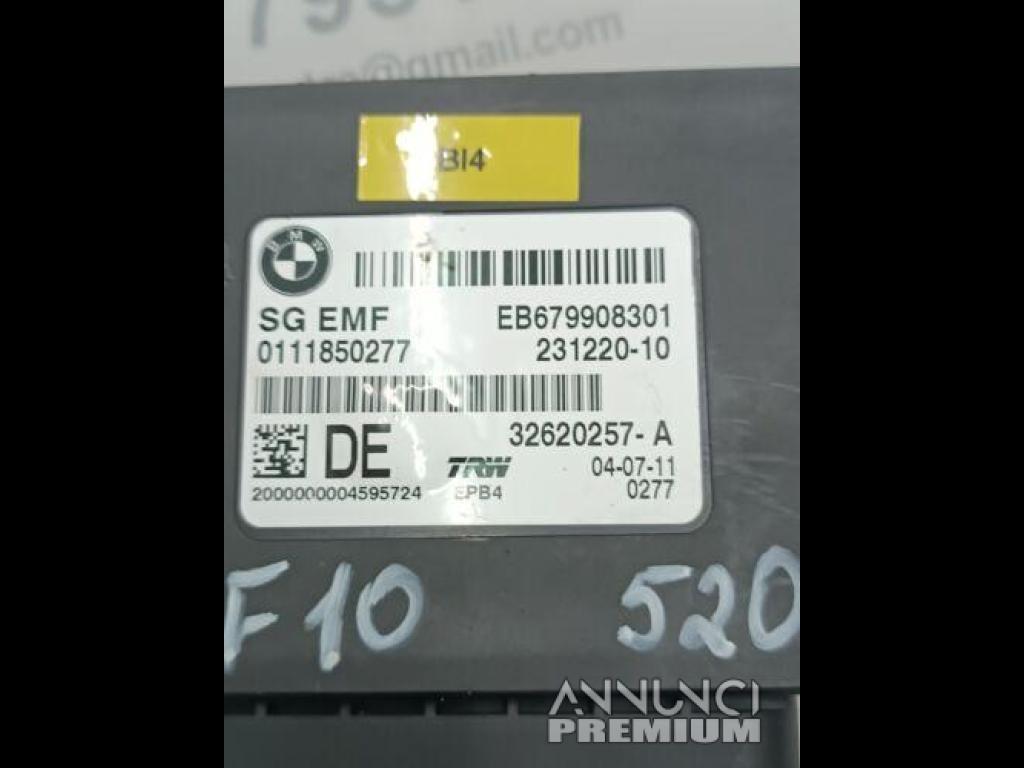 @gmail.com
BI4
BMW
SG EMF EB679908301
0111850277 231220-10
32620257-A
DE TRW 04-07-11
2000000004595724 EPB4 0277
F10 520
ANNUNCI
PREMIUM